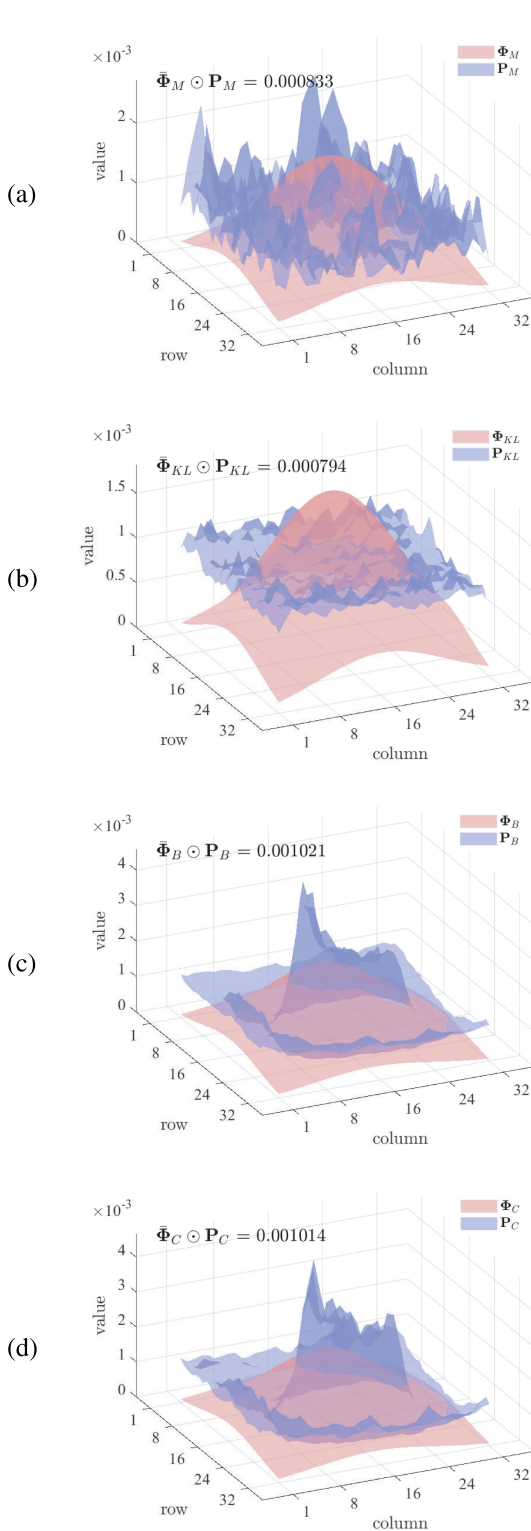 (a)
×10⁻³
Φ̄_M ⊙ P_M = 0.000833
Φ_M
P_M
value
2
1
0
1
8
16
24
32
row
1
8
16
24
32
column
(b)
×10⁻³
Φ̄_KL ⊙ P_KL = 0.000794
Φ_KL
P_KL
value
1.5
1
0.5
0
1
8
16
24
32
row
1
8
16
24
32
column
(c)
×10⁻³
Φ̄_B ⊙ P_B = 0.001021
Φ_B
P_B
value
4
3
2
1
0
1
8
16
24
32
row
1
8
16
24
32
column
(d)
×10⁻³
Φ̄_C ⊙ P_C = 0.001014
Φ_C
P_C
value
4
3
2
1
0
1
8
16
24
32
row
1
8
16
24
32
column